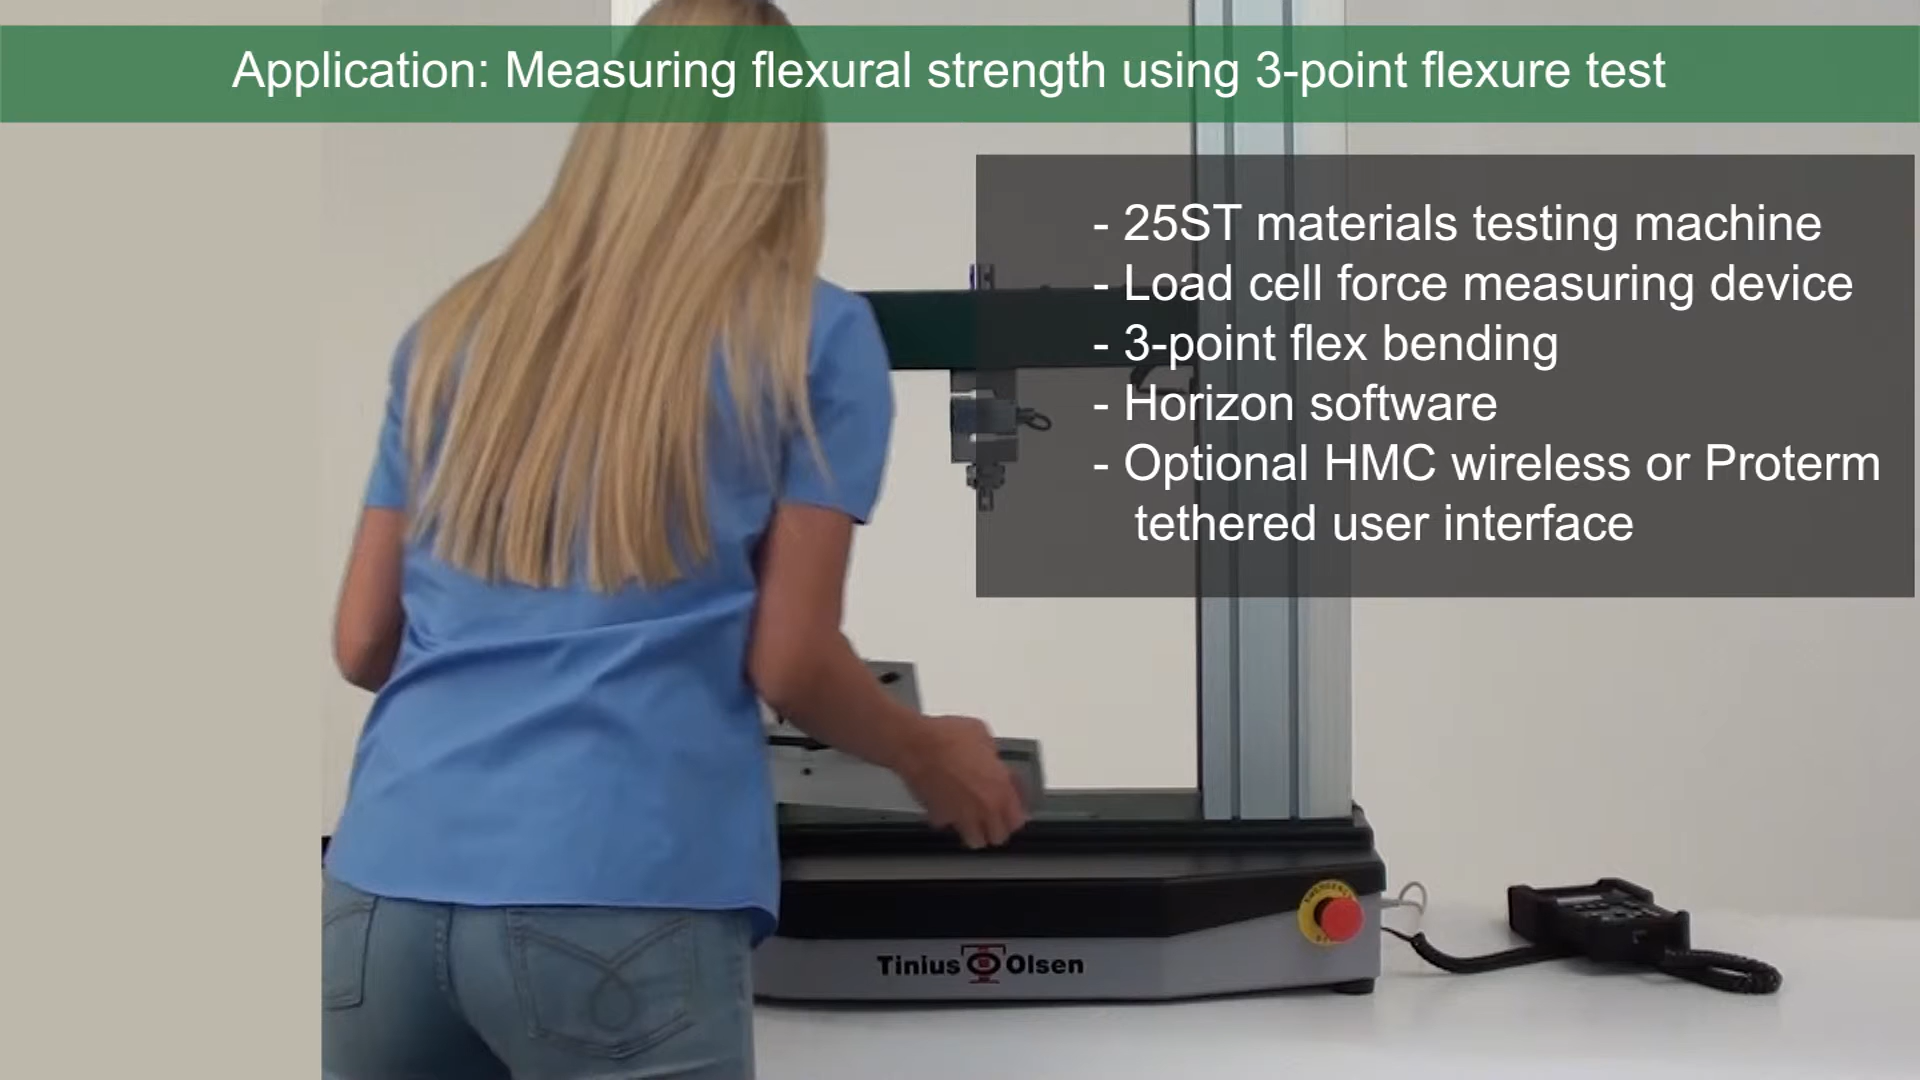 Application: Measuring flexural strength using 3-point flexure test
- 25ST materials testing machine
- Load cell force measuring device
- 3-point flex bending
- Horizon software
- Optional HMC wireless or Proterm
tethered user interface
EMERGENCY
Tinius Olsen